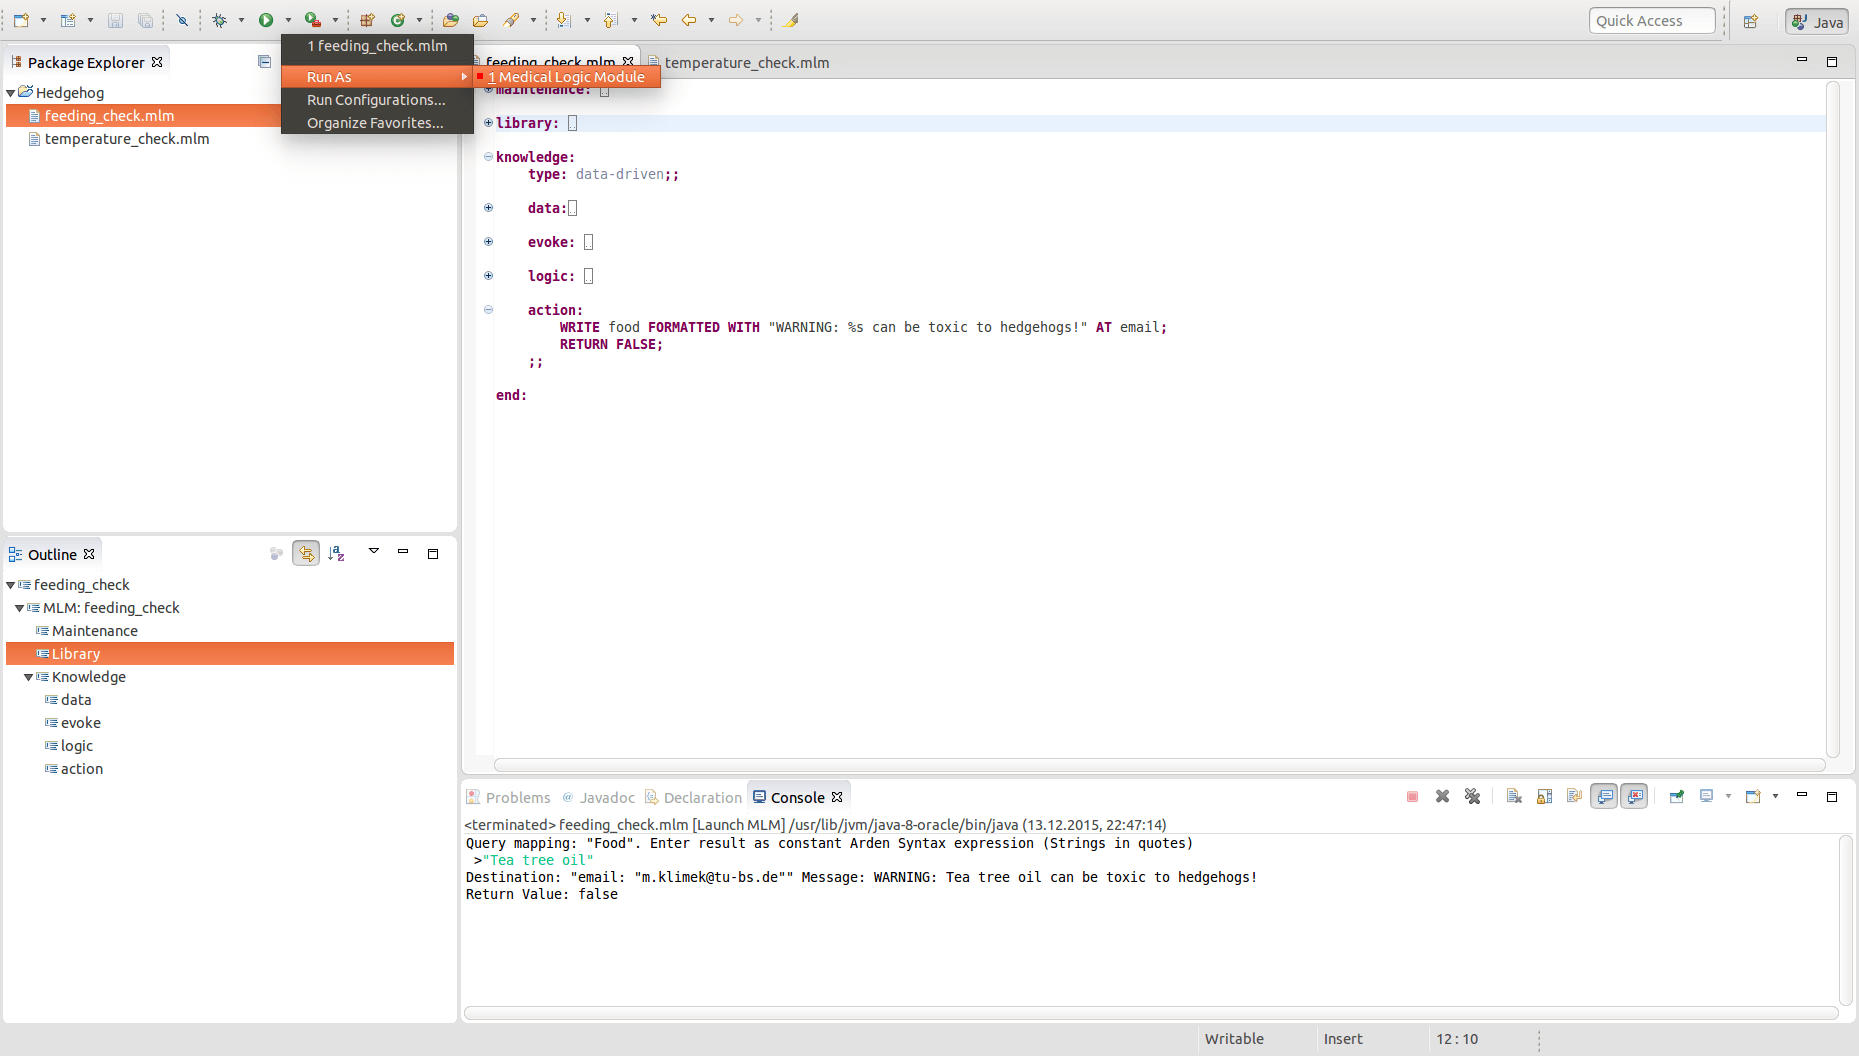 Quick Access
Java
Package Explorer
1 feeding_check.mlm
Run As
1 Medical Logic Module
Run Configurations...
Organize Favorites...
Hedgehog
feeding_check.mlm
temperature_check.mlm
feeding_check.mlm
temperature_check.mlm
maintenance:
library:
knowledge:
type: data-driven;;
data:
evoke:
logic:
action:
WRITE food FORMATTED WITH "WARNING: %s can be toxic to hedgehogs!" AT email;
RETURN FALSE;
;;
end:
Outline
feeding_check
MLM: feeding_check
Maintenance
Library
Knowledge
data
evoke
logic
action
Problems
Javadoc
Declaration
Console
<terminated> feeding_check.mlm [Launch MLM] /usr/lib/jvm/java-8-oracle/bin/java (13.12.2015, 22:47:14)
Query mapping: "Food". Enter result as constant Arden Syntax expression (Strings in quotes)
>"Tea tree oil"
Destination: "email: "m.klimek@tu-bs.de"" Message: WARNING: Tea tree oil can be toxic to hedgehogs!
Return Value: false
Writable
Insert
12 : 10